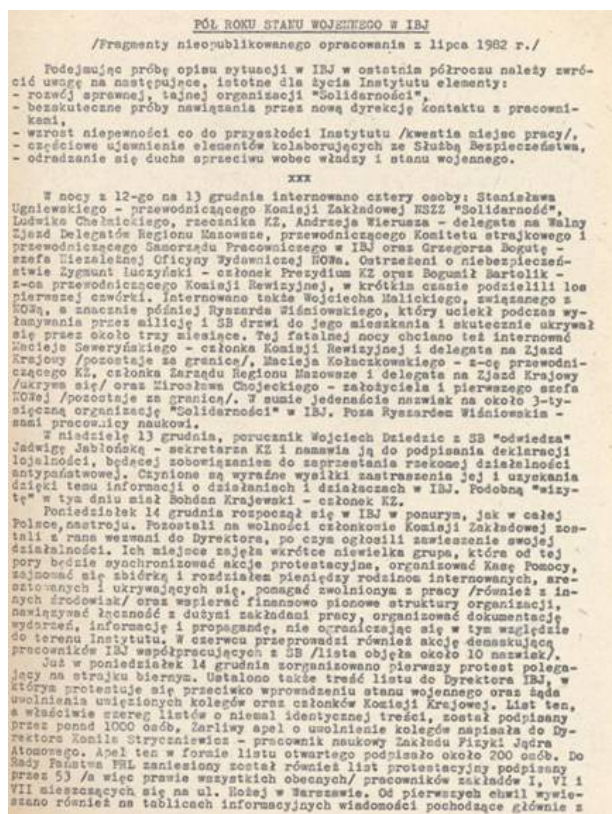 PÓŁ ROKU STANU WOJENNEGO W IBJ
/Fragmenty nieopublikowanego opracowania z lipca 1982 r./
Podejmując próbę opisu sytuacji w IBJ w ostatnim półroczu należy zwró-
cić uwagę na następujące, istotne dla życia Instytutu elementy:
- rozwój sprawnej, tajnej organizacji "Solidarności",
- bezskuteczne próby nawiązania przez nową dyrekcję kontaktu z pracowni-
kami,
- wzrost niepewności co do przyszłości Instytutu /kwestia miejsc pracy/,
- częściowe ujawnienie elementów kolaborujących ze Służbą Bezpieczeństwa,
- odradzanie się ducha sprzeciwu wobec władzy i stanu wojennego.
xxx
W nocy z 12-go na 13 grudnia internowano cztery osoby: Stanisława
Ugniewskiego - przewodniczącego Komisji Zakładowej NSZZ "Solidarność",
Ludwika Chełmickiego, rzecznika KZ, Andrzeja Wierusza - delegata na Walny
Zjazd Delegatów Regionu Mazowsze, przewodniczącego Komitetu strajkowego i
przewodniczącego Samorządu Pracowniczego w IBJ oraz Grzegorza Bogutę -
szefa Niezależnej Oficyny Wydawniczej NOWa. Ostrzeżeni o niebezpieczeń-
stwie Zygmunt Łuczyński - członek Prezydium KZ oraz Bogumił Bartolik -
z-ca przewodniczącego Komisji Rewizyjnej, w krótkim czasie podzielili los
pierwszej czwórki. Internowano także Wojciecha Malickiego, związanego z
NOWą, a znacznie później Ryszarda Wiśniowskiego, który uciekł podczas wy-
łamywania przez milicję i SB drzwi do jego mieszkania i skutecznie ukrywał
się przez około trzy miesiące. Tej fatalnej nocy chciano też internować
Macieja Seweryńskiego - członka Komisji Rewizyjnej i delegata na Zjazd
Krajowy /pozostaje za granicą/, Macieja Kołaczkowskiego - z-cę przewodni-
czącego KZ, członka Zarządu Regionu Mazowsze i delegata na Zjazd Krajowy
/ukrywa się/ oraz Mirosława Chojeckiego - założyciela i pierwszego szefa
NOWej /pozostaje za granicą/. W sumie jedenaście nazwisk na około 3-ty-
sięczną organizację "Solidarności" w IBJ. Poza Ryszardem Wiśniowskim -
sami pracownicy naukowi.
W niedzielę 13 grudnia, porucznik Wojciech Dziedzic z SB "odwiedza"
Jadwigę Jabłońską - sekretarza KZ i namawia ją do podpisania deklaracji
lojalności, będącej zobowiązaniem do zaprzestania rzekomej działalności
antypaństwowej. Czynione są wyraźne wysiłki zastraszenia jej i uzyskania
dzięki temu informacji o działaniach i działaczach w IBJ. Podobną "wizy-
tę" w tym dniu miał Bohdan Krajewski - członek KZ.
Poniedziałek 14 grudnia rozpoczął się w IBJ w ponurym, jak w całej
Polsce, nastroju. Pozostali na wolności członkowie Komisji Zakładowej zos-
tali z rana wezwani do Dyrektora, po czym ogłosili zawieszenie swojej
działalności. Ich miejsce zajęła wkrótce niewielka grupa, która od tej
pory będzie synchronizować akcje protestacyjne, organizować Kasę Pomocy,
zajmować się zbiórką i rozdziałem pieniędzy rodzinom internowanych, are-
sztowanych i ukrywających się, pomagać zwolnionym z pracy /również z in-
nych środowisk/ oraz wspierać finansowo pionowe struktury organizacji,
nawiązywać łączność z dużymi zakładami pracy, organizować dokumentację
wydarzeń, informację i propagandę, nie ograniczając się w tym względzie
do terenu Instytutu. W czerwcu przeprowadzi również akcję demaskującą
pracowników IBJ współpracujących z SB /lista objęła około 10 nazwisk/.
Już w poniedziałek 14 grudnia zorganizowano pierwszy protest polega-
jący na strajku biernym. Ustalono także treść listu do Dyrektora IBJ, w
którym protestuje się przeciwko wprowadzeniu stanu wojennego oraz żąda
uwolnienia uwięzionych kolegów oraz członków Komisji Krajowej. List ten,
a właściwie szereg listów o niemal identycznej treści, został podpisany
przez ponad 1000 osób. Żarliwy apel o uwolnienie kolegów napisała do Dy-
rektora Kamila Stryczniewicz - pracownik naukowy Zakładu Fizyki Jądra
Atomowego. Apel ten w formie listu otwartego podpisało około 200 osób. Do
Rady Państwa PRL zaniesiony został również list protestacyjny podpisany
przez 53 /a więc prawie wszystkich obecnych/ pracowników zakładów I, VI i
VII mieszczących się na ul. Hożej w Warszawie. Od pierwszych chwil wywie-
szano również na tablicach informacyjnych wiadomości pochodzące głównie z